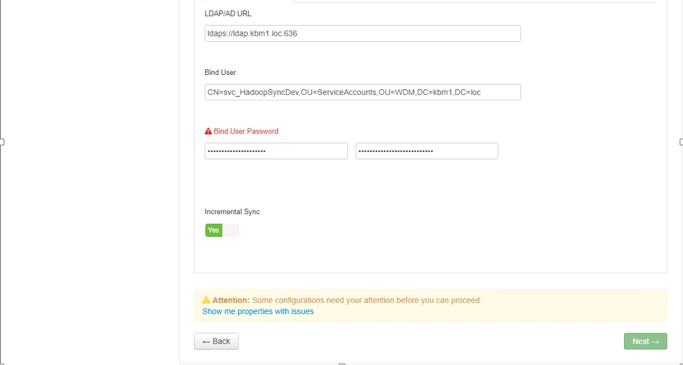 LDAP/AD URL
ldaps://ldap.kbm1.loc:636
Bind User
CN=svc_HadoopSyncDev,OU=ServiceAccounts,OU=WDM,DC=kbm1,DC=loc
Bind User Password
Incremental Sync
Yes
Attention: Some configurations need your attention before you can proceed.
Show me properties with issues
← Back
Next →